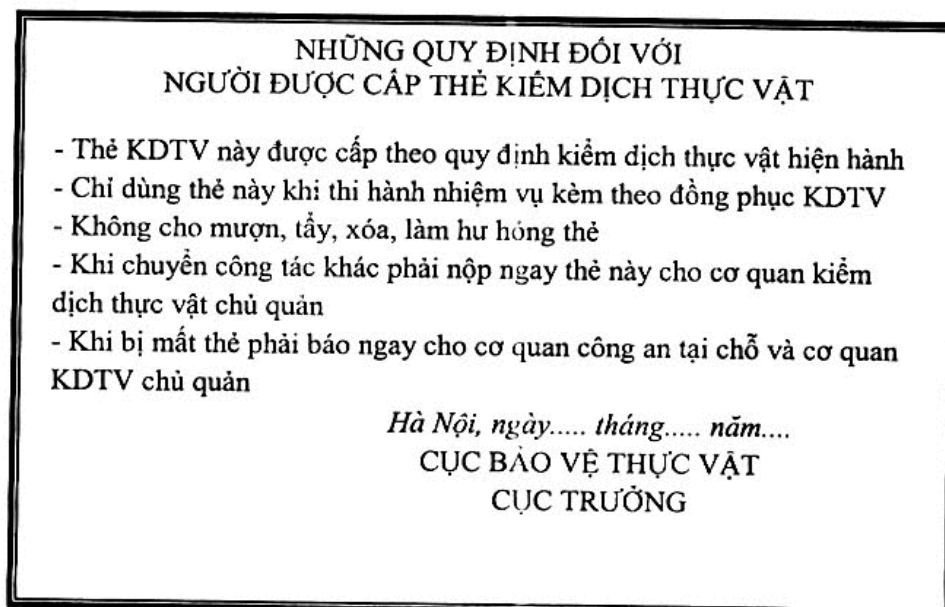 NHỮNG QUY ĐỊNH ĐỐI VỚI
NGƯỜI ĐƯỢC CẤP THẺ KIỂM DỊCH THỰC VẬT
- Thẻ KDTV này được cấp theo quy định kiểm dịch thực vật hiện hành
- Chỉ dùng thẻ này khi thi hành nhiệm vụ kèm theo đồng phục KDTV
- Không cho mượn, tẩy, xóa, làm hư hỏng thẻ
- Khi chuyển công tác khác phải nộp ngay thẻ này cho cơ quan kiểm
dịch thực vật chủ quản
- Khi bị mất thẻ phải báo ngay cho cơ quan công an tại chỗ và cơ quan
KDTV chủ quản
Hà Nội, ngày..... tháng..... năm....
CỤC BẢO VỆ THỰC VẬT
CỤC TRƯỞNG